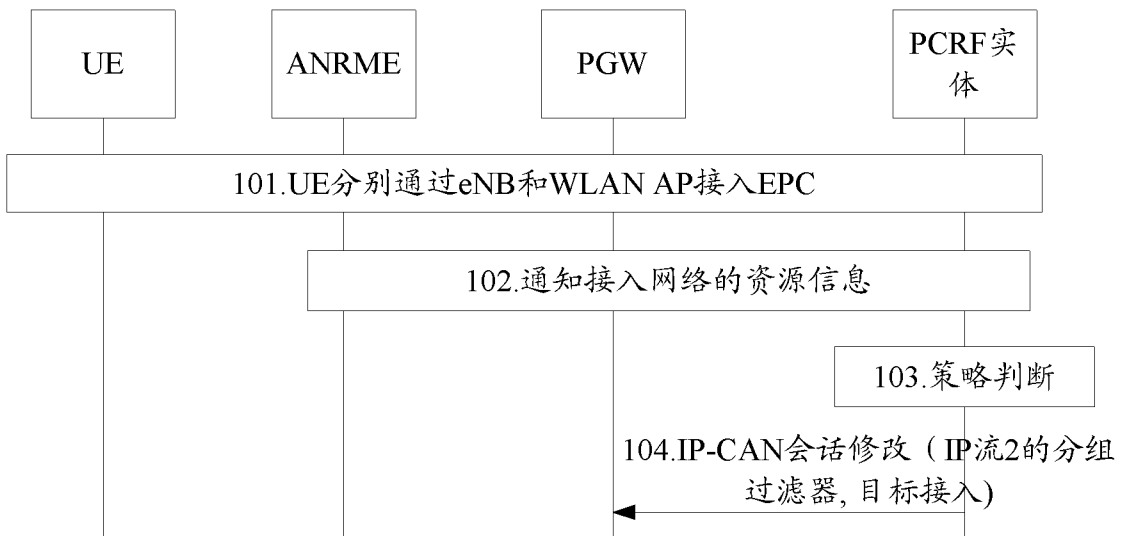 UE
ANRME
PGW
PCRF实
体
101.UE分别通过eNB和WLAN AP接入EPC
102.通知接入网络的资源信息
103.策略判断
104.IP-CAN会话修改（IP流2的分组
过滤器, 目标接入)